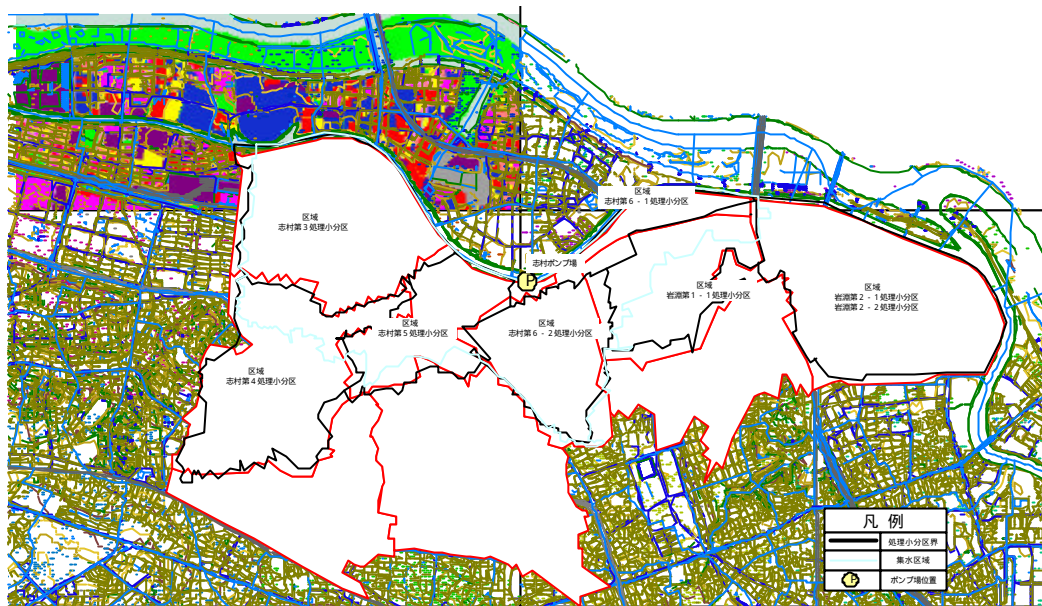 区域
志村第６‐１処理小分区
区域
志村第３処理小分区
志村ポンプ場
P
区域
岩淵第１‐１処理小分区
区域
岩淵第２‐１処理小分区
岩淵第２‐２処理小分区
区域
志村第５処理小分区
区域
志村第６‐２処理小分区
区域
志村第４処理小分区
凡 例
処理小分区界
集水区域
P
ポンプ場位置